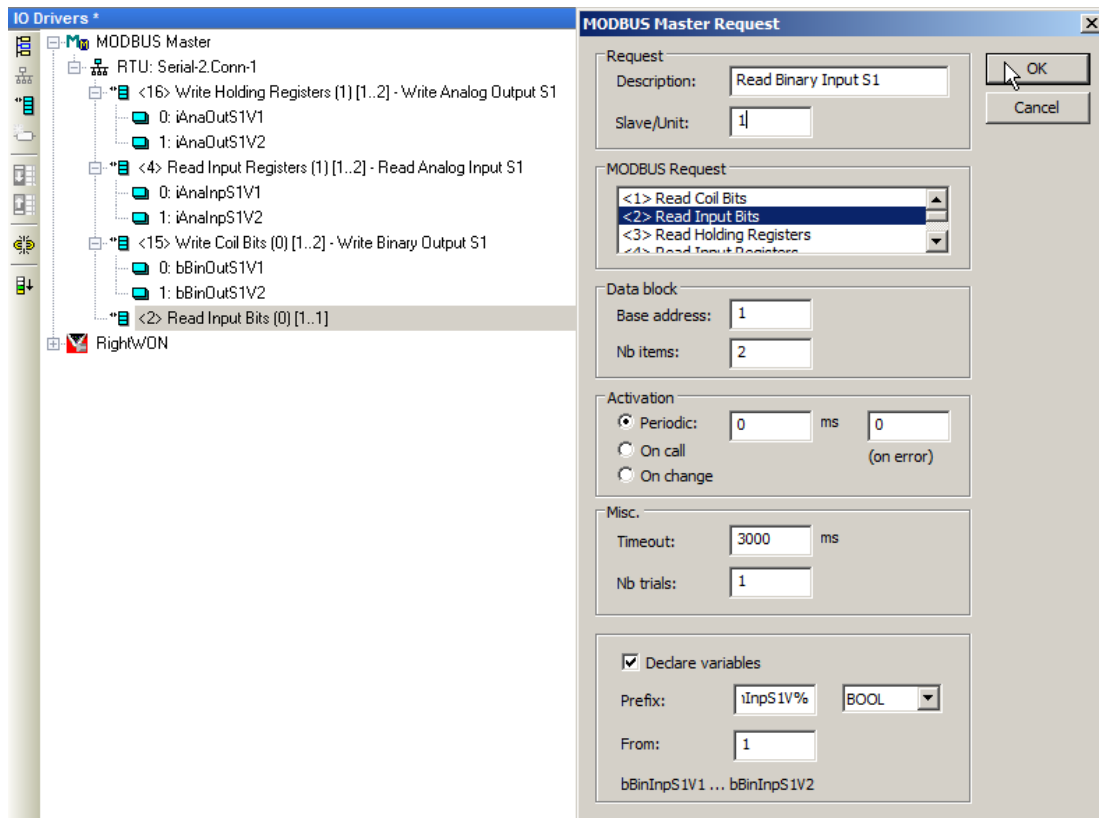 IO Drivers *
MODBUS Master
RTU: Serial-2.Conn-1
<16> Write Holding Registers (1) [1..2] - Write Analog Output S1
0: iAnaOutS1V1
1: iAnaOutS1V2
<4> Read Input Registers (1) [1..2] - Read Analog Input S1
0: iAnaInpS1V1
1: iAnaInpS1V2
<15> Write Coil Bits (0) [1..2] - Write Binary Output S1
0: bBinOutS1V1
1: bBinOutS1V2
<2> Read Input Bits (0) [1..1]
RightWON
MODBUS Master Request
Request
Description: Read Binary Input S1
Slave/Unit: 1
OK
Cancel
MODBUS Request
<1> Read Coil Bits
<2> Read Input Bits
<3> Read Holding Registers
<4> Read Input Registers
Data block
Base address: 1
Nb items: 2
Activation
Periodic: 0 ms 0
On call
(on error)
On change
Misc.
Timeout: 3000 ms
Nb trials: 1
Declare variables
Prefix: InpS1V% BOOL
From: 1
bBinInpS1V1 ... bBinInpS1V2